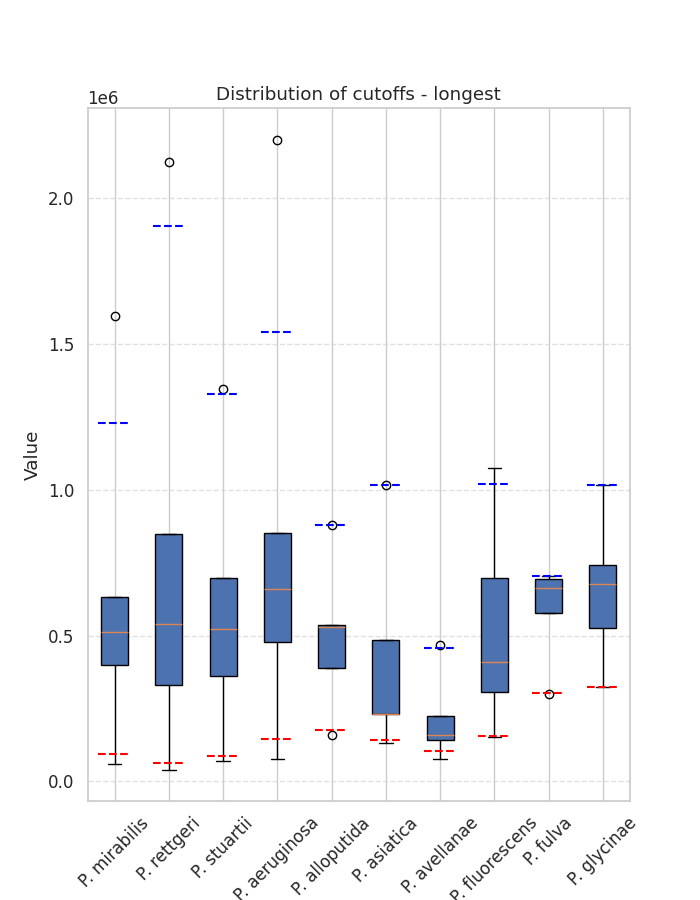 Distribution of cutoffs - longest
1e6
2.0
1.5
1.0
0.5
0.0
Value
P. mirabilis
P. rettgeri
P. stuartii
P. aeruginosa
P. alloputida
P. asiatica
P. avellanae
P. fluorescens
P. fulva
P. glycinae